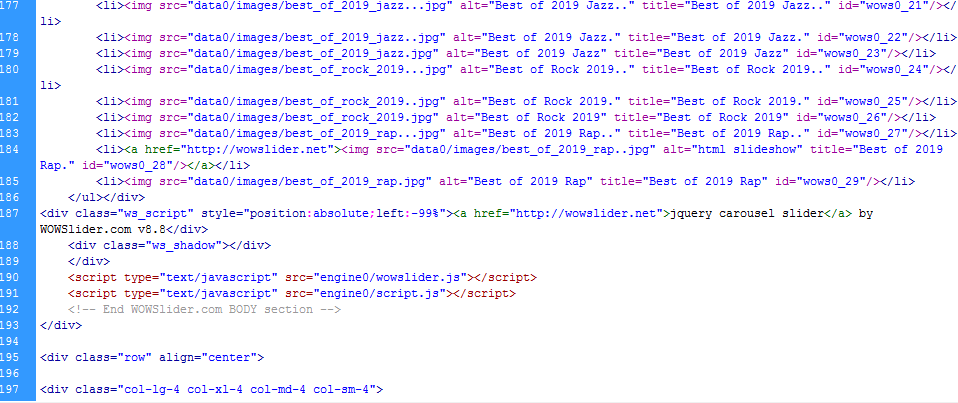 177 <li><img src="data0/images/best_of_2019_jazz...jpg" alt="Best of 2019 Jazz.." title="Best of 2019 Jazz.." id="wows0_21"/></
li>
178 <li><img src="data0/images/best_of_2019_jazz..jpg" alt="Best of 2019 Jazz." title="Best of 2019 Jazz." id="wows0_22"/></li>
179 <li><img src="data0/images/best_of_2019_jazz.jpg" alt="Best of 2019 Jazz" title="Best of 2019 Jazz" id="wows0_23"/></li>
180 <li><img src="data0/images/best_of_rock_2019...jpg" alt="Best of Rock 2019.." title="Best of Rock 2019.." id="wows0_24"/></
li>
181 <li><img src="data0/images/best_of_rock_2019..jpg" alt="Best of Rock 2019." title="Best of Rock 2019." id="wows0_25"/></li>
182 <li><img src="data0/images/best_of_rock_2019.jpg" alt="Best of Rock 2019" title="Best of Rock 2019" id="wows0_26"/></li>
183 <li><img src="data0/images/best_of_2019_rap...jpg" alt="Best of 2019 Rap.." title="Best of 2019 Rap.." id="wows0_27"/></li>
184 <li><a href="http://wowslider.net"><img src="data0/images/best_of_2019_rap..jpg" alt="html slideshow" title="Best of 2019
Rap." id="wows0_28"/></a></li>
185 <li><img src="data0/images/best_of_2019_rap.jpg" alt="Best of 2019 Rap" title="Best of 2019 Rap" id="wows0_29"/></li>
186 </ul></div>
187 <div class="ws_script" style="position:absolute;left:-99%"><a href="http://wowslider.net">jquery carousel slider</a> by
WOWSlider.com v8.8</div>
188 <div class="ws_shadow"></div>
189 </div>
190 <script type="text/javascript" src="engine0/wowslider.js"></script>
191 <script type="text/javascript" src="engine0/script.js"></script>
192 <!-- End WOWSlider.com BODY section -->
193 </div>
194
195 <div class="row" align="center">
196
197 <div class="col-lg-4 col-xl-4 col-md-4 col-sm-4">